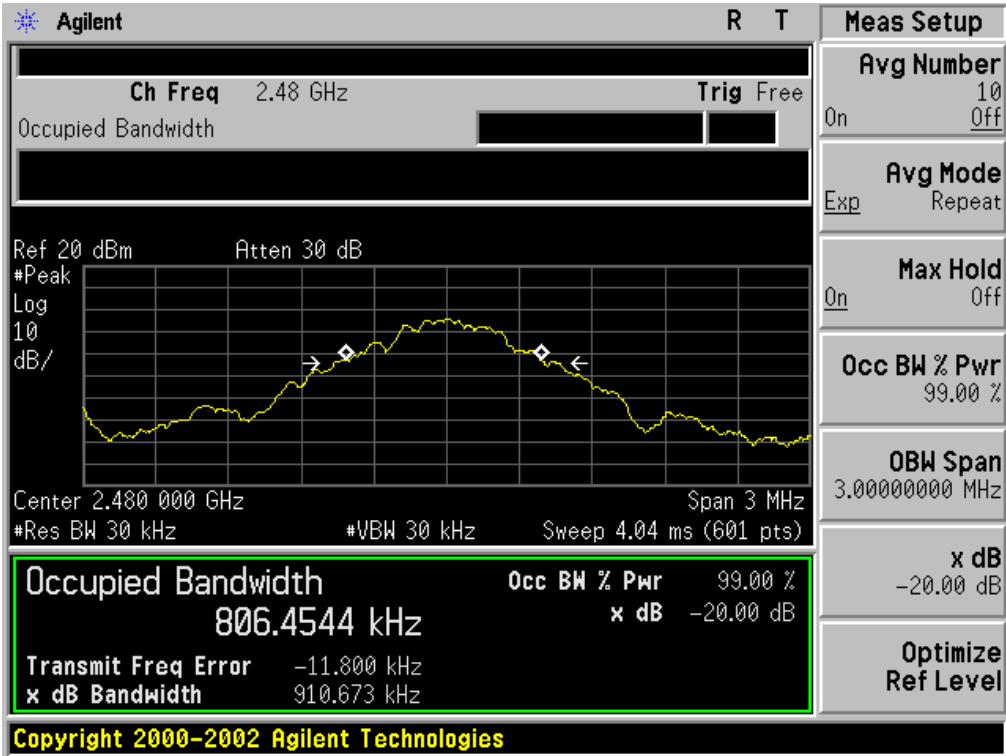 Agilent R T
Ch Freq 2.48 GHz Trig Free
Occupied Bandwidth
Ref 20 dBm Atten 30 dB
#Peak
Log
10
dB/
Center 2.480 000 GHz Span 3 MHz
#Res BW 30 kHz #VBW 30 kHz Sweep 4.04 ms (601 pts)
Occupied Bandwidth Occ BW % Pwr 99.00 %
806.4544 kHz x dB -20.00 dB
Transmit Freq Error -11.800 kHz
x dB Bandwidth 910.673 kHz
Copyright 2000-2002 Agilent Technologies
Meas Setup
Avg Number
10
On Off
Avg Mode
Exp Repeat
Max Hold
On Off
Occ BW % Pwr
99.00 %
OBW Span
3.00000000 MHz
x dB
-20.00 dB
Optimize
Ref Level